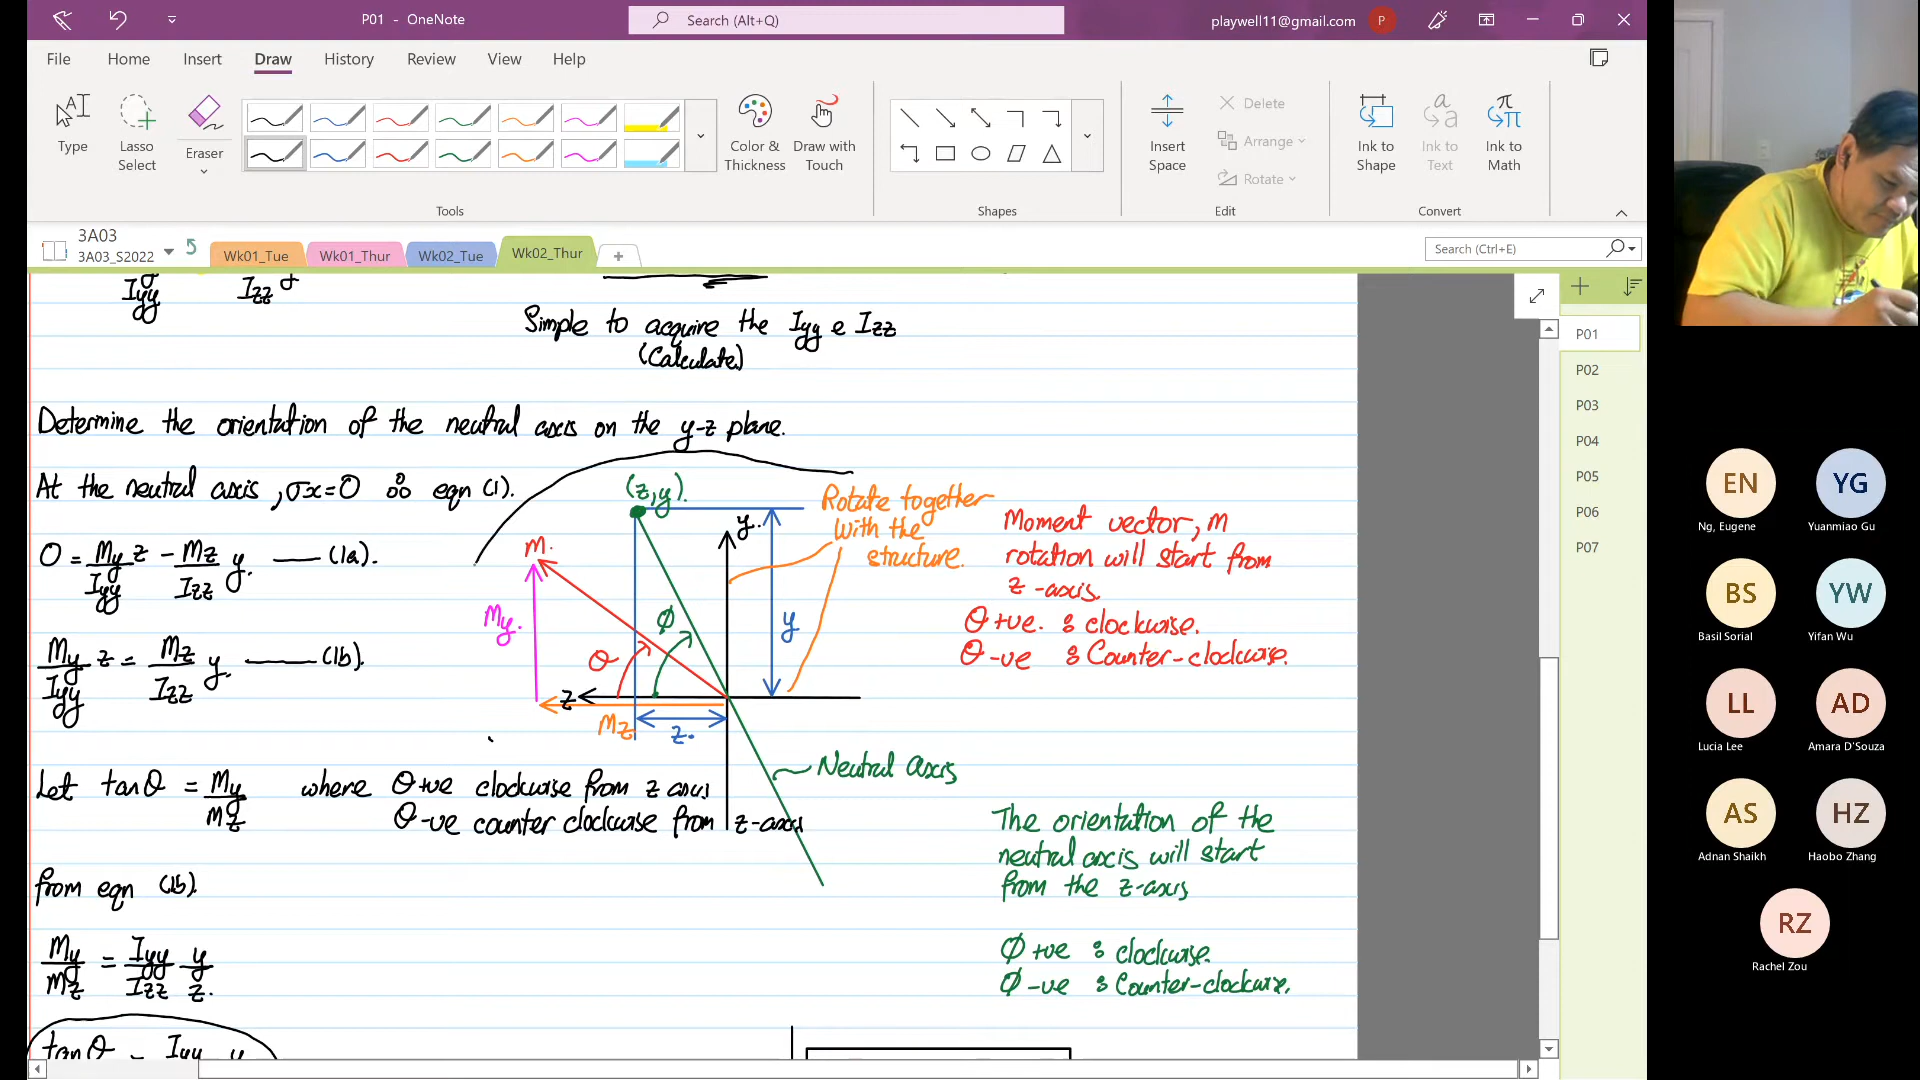 P01 - OneNote
Search (Alt+Q)
playwell11@gmail.com
P
File Home Insert Draw History Review View Help
Type
Lasso Select
Eraser
Color & Thickness
Draw with Touch
Insert Space
Delete
Arrange
Rotate
Ink to Shape
Ink to Text
Ink to Math
Tools
Shapes
Edit
Convert
3A03
3A03_S2022
Wk01_Tue
Wk01_Thur
Wk02_Tue
Wk02_Thur
Search (Ctrl+E)
P01
P02
P03
P04
P05
P06
P07
Iyy Izz
Simple to acquire the Iyy e Izz
(Calculate)
Determine the orientation of the neutral axis on the y-z plane.
At the neutral axis, σx=0 ∴ eqn (1).
0 = My/Iyy z - Mz/Izz y. —— (1a).
My/Iyy z = Mz/Izz y. —— (1b).
(z,y).
y.
M.
My.
θ
ϕ
z
Mz
z.
y
Rotate together
with the
structure.
Neutral Axis
Moment vector, M
rotation will start from
z-axis.
θ +ve. : clockwise.
θ -ve : Counter-clockwise.
Let tanθ = My/Mz where θ+ve clockwise from z axis
θ-ve counter clockwise from z-axis
The orientation of the
neutral axis will start
from the z-axis
ϕ +ve : clockwise.
ϕ -ve : Counter-clockwise.
from eqn (1b).
My/Mz = Iyy/Izz y/z.
tanθ = Iyy y
EN
Ng, Eugene
YG
Yuanmiao Gu
BS
Basil Sorial
YW
Yifan Wu
LL
Lucia Lee
AD
Amara D'Souza
AS
Adnan Shaikh
HZ
Haobo Zhang
RZ
Rachel Zou